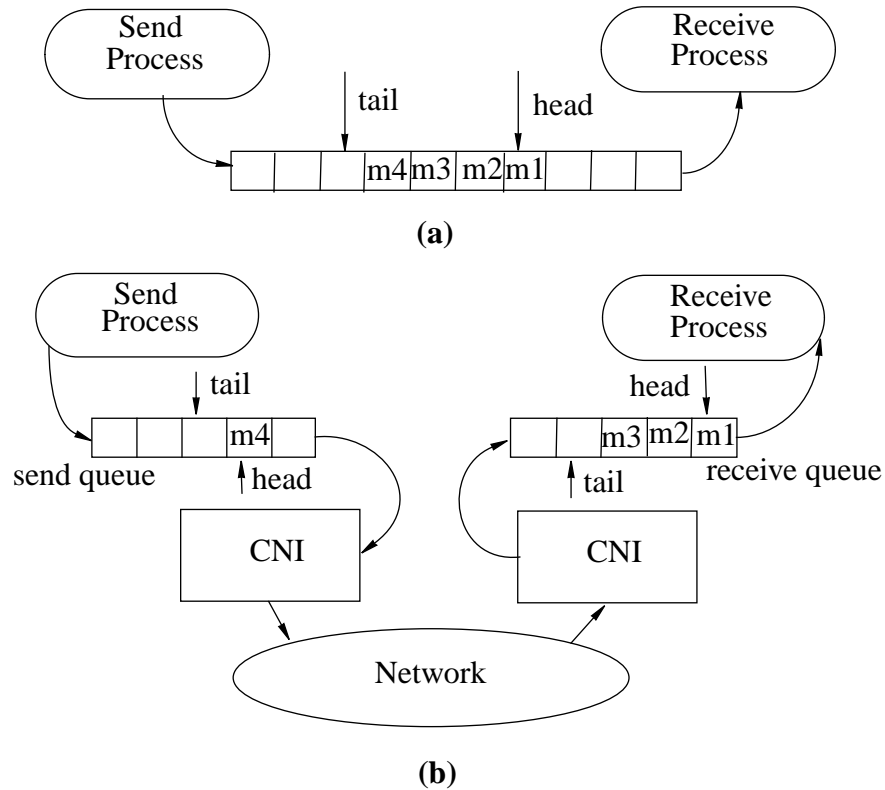 Send
Process
Receive
Process
tail
head
m4 m3 m2 m1
(a)
Send
Process
Receive
Process
tail
head
m4
m3 m2 m1
send queue
head
tail
receive queue
CNI
CNI
Network
(b)